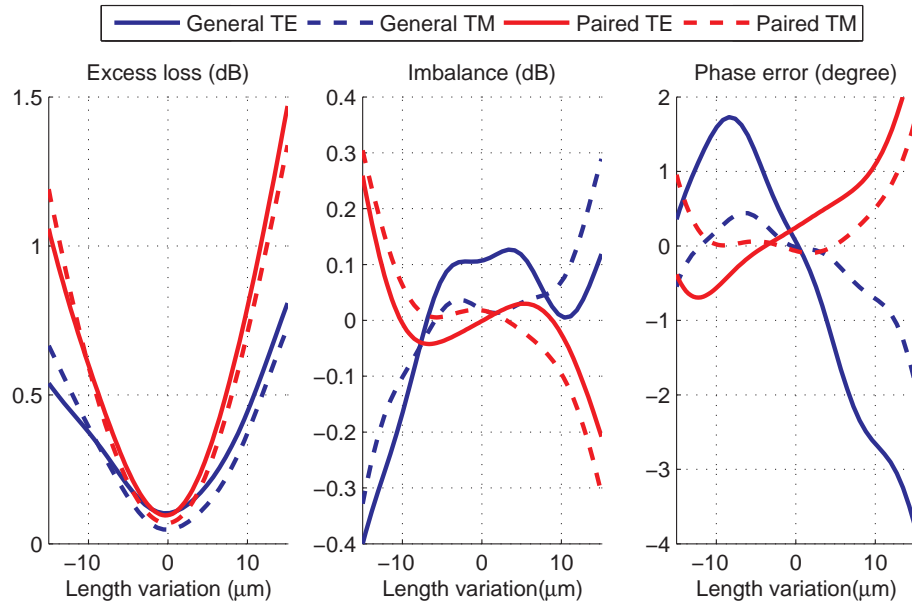 General TE General TM Paired TE Paired TM
Excess loss (dB)
1.5
1
0.5
0
−10 0 10
Length variation (μm)
Imbalance (dB)
0.4
0.3
0.2
0.1
0
−0.1
−0.2
−0.3
−0.4
−10 0 10
Length variation(μm)
Phase error (degree)
2
1
0
−1
−2
−3
−4
−10 0 10
Length variation(μm)